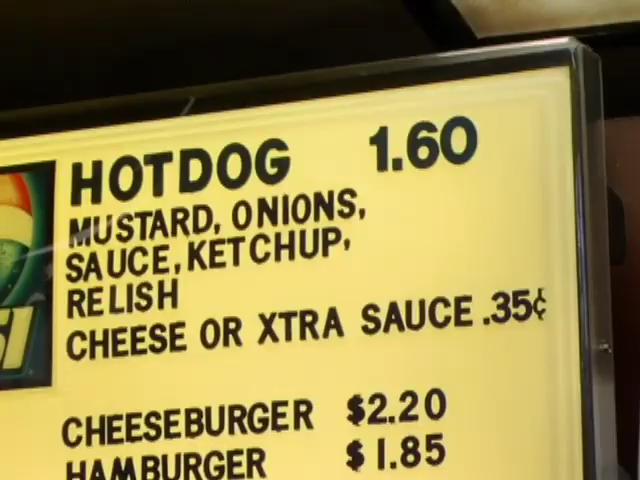 HOTDOG 1.60
MUSTARD, ONIONS,
SAUCE, KETCHUP,
RELISH
CHEESE OR XTRA SAUCE .35¢
CHEESEBURGER $2.20
HAMBURGER $1.85